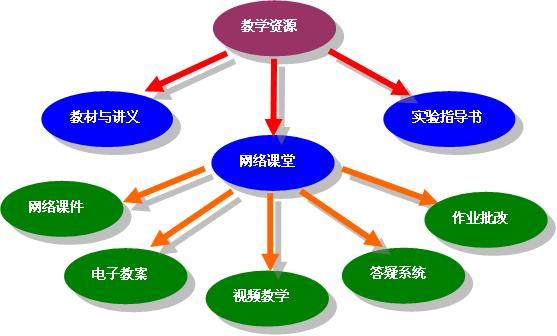 教学资源
教材与讲义
实验指导书
网络课堂
网络课件
作业批改
电子教案
答疑系统
视频教学